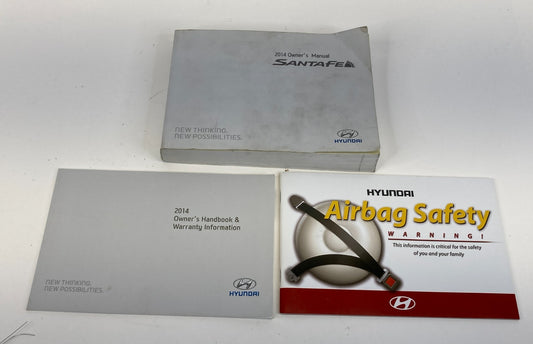 2014 Owner's Manual
SANTA FE
NEW THINKING.
NEW POSSIBILITIES.
HYUNDAI
2014
Owner's Handbook &
Warranty Information
NEW THINKING.
NEW POSSIBILITIES.
HYUNDAI
HYUNDAI
Airbag Safety
WARNING!
This information is critical for the safety
of you and your family